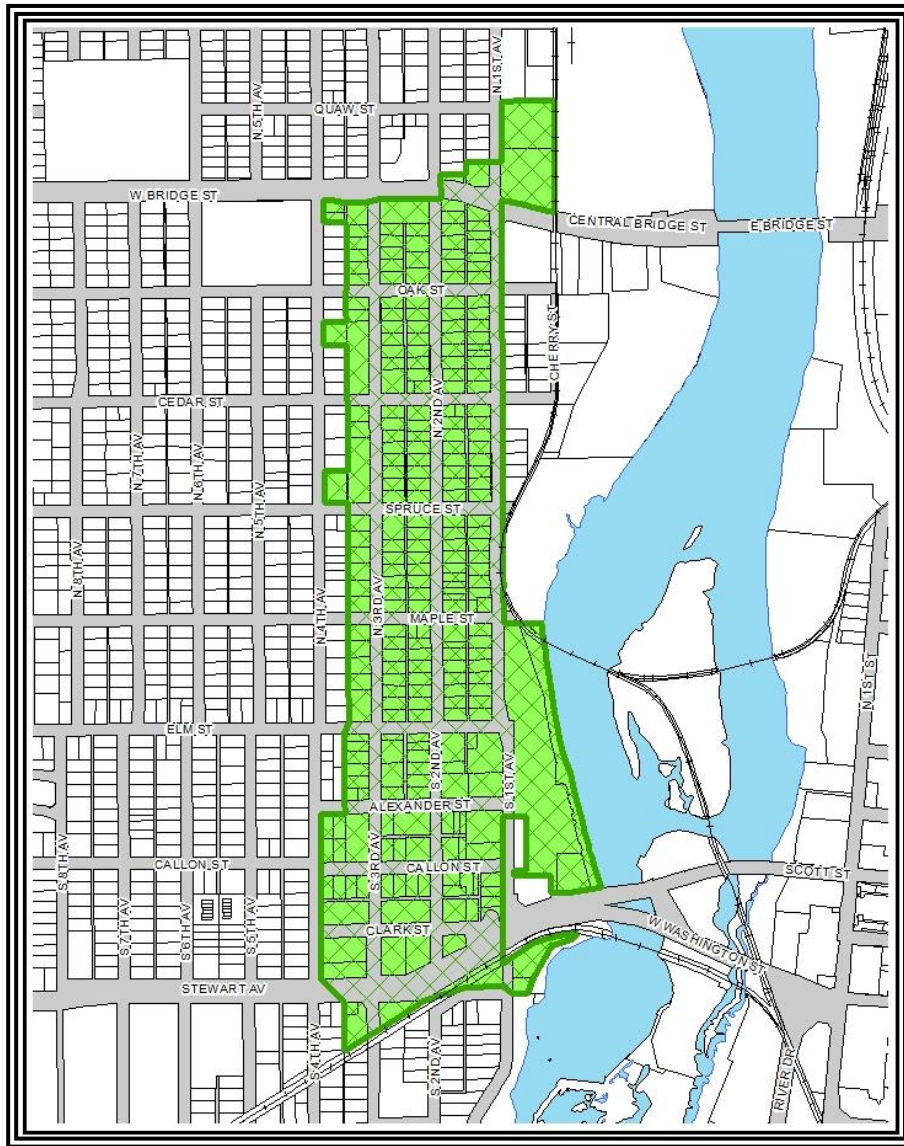 N 1ST AV
QUAW ST
N 5TH AV
W BRIDGE ST
CENTRAL BRIDGE ST
E BRIDGE ST
OAK ST
CHERRY ST
CEDAR ST
N 2ND AV
N 7TH AV
N 6TH AV
N 5TH AV
SPRUCE ST
N 8TH AV
N 4TH AV
N 3RD AV
MAPLE ST
N 1ST ST
ELM ST
S 2ND AV
S 1ST AV
ALEXANDER ST
S 8TH AV
CALLON ST
S 3RD AV
CALLON ST
SCOTT ST
S 7TH AV
S 6TH AV
S 5TH AV
CLARK ST
W WASHINGTON ST
STEWART AV
S 4TH AV
S 2ND AV
RIVER DR